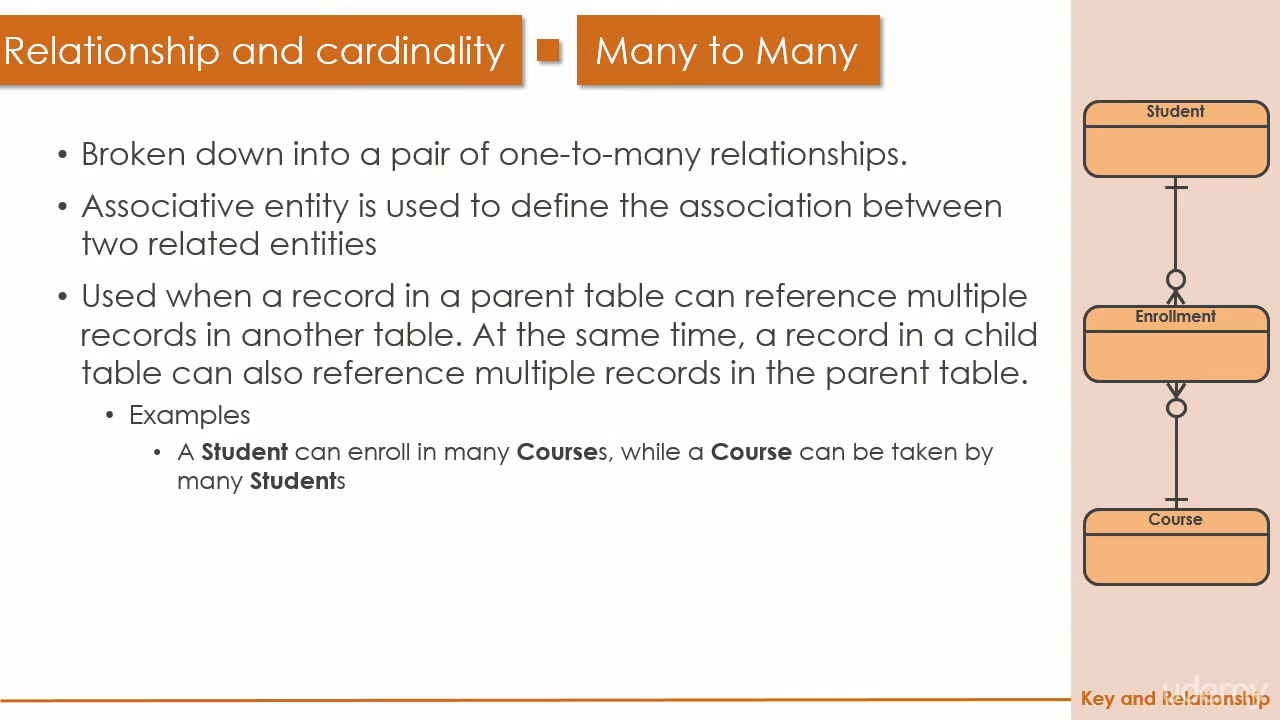 Relationship and cardinality
Many to Many
• Broken down into a pair of one-to-many relationships.
• Associative entity is used to define the association between
two related entities
• Used when a record in a parent table can reference multiple
records in another table. At the same time, a record in a child
table can also reference multiple records in the parent table.
• Examples
• A Student can enroll in many Courses, while a Course can be taken by
many Students
Student
Enrollment
Course
Key and Relationship
udemy